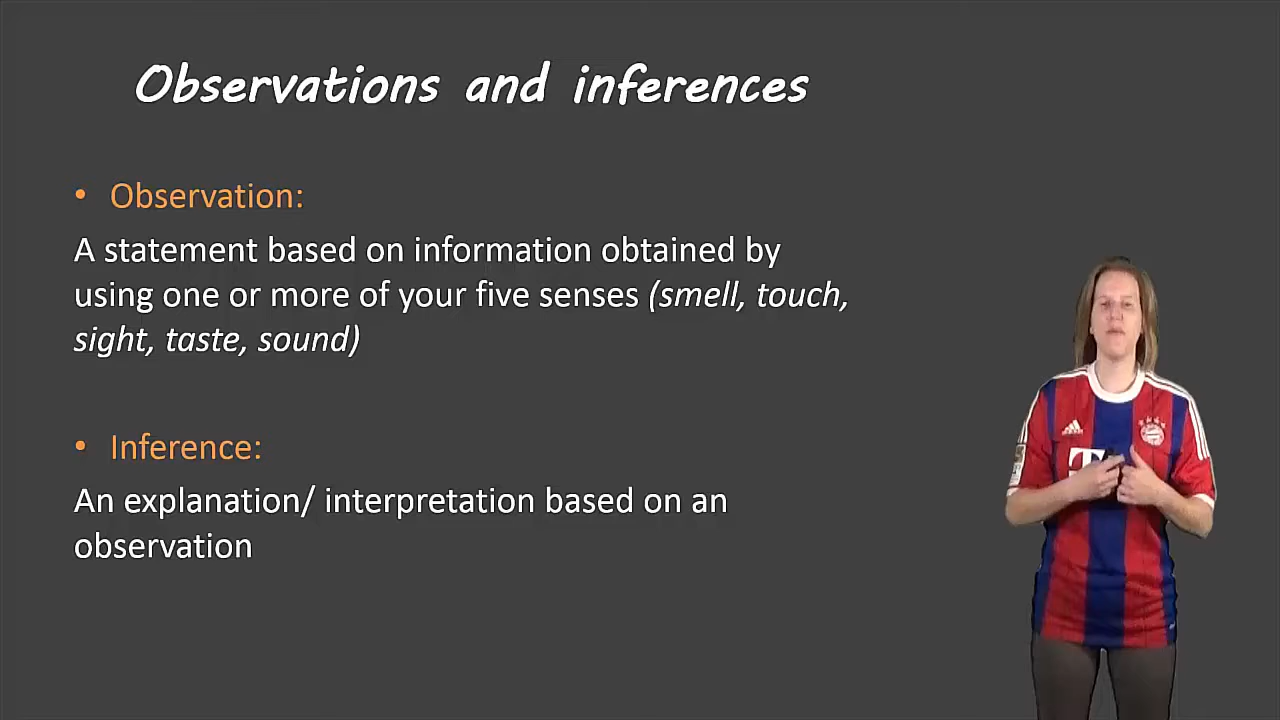 Observations and inferences
• Observation:
A statement based on information obtained by
using one or more of your five senses (smell, touch,
sight, taste, sound)
• Inference:
An explanation/ interpretation based on an
observation
T